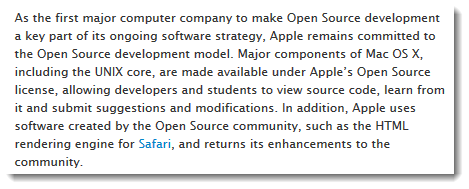 As the first major computer company to make Open Source development
a key part of its ongoing software strategy, Apple remains committed to
the Open Source development model. Major components of Mac OS X,
including the UNIX core, are made available under Apple’s Open Source
license, allowing developers and students to view source code, learn from
it and submit suggestions and modifications. In addition, Apple uses
software created by the Open Source community, such as the HTML
rendering engine for Safari, and returns its enhancements to the
community.